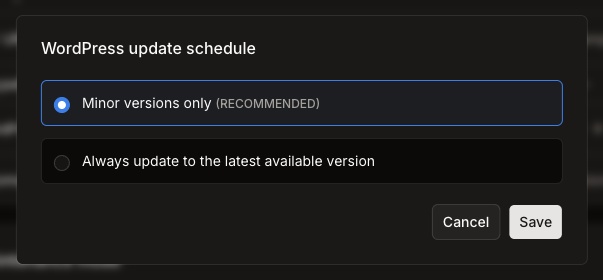 WordPress update schedule
Minor versions only (RECOMMENDED)
Always update to the latest available version
Cancel
Save